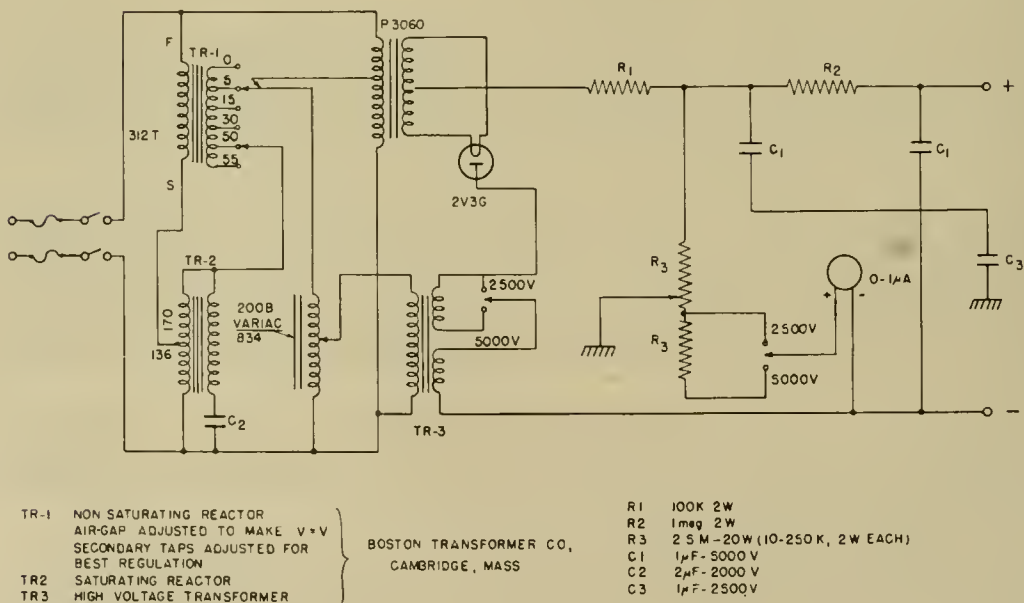 P3060
F
TR-1
0
5
15
30
50
55
312T
S
R1
R2
+
C1
C1
2V3G
C3
TR-2
R3
0-1μA
+ -
2500V
170
136
200B
VARIAC
834
5000V
R3
2500V
5000V
C2
TR-3
-
TR-1 NON SATURATING REACTOR
AIR-GAP ADJUSTED TO MAKE V=V
SECONDARY TAPS ADJUSTED FOR
BEST REGULATION
TR2 SATURATING REACTOR
TR3 HIGH VOLTAGE TRANSFORMER
BOSTON TRANSFORMER CO,
CAMBRIDGE, MASS
R1 100K 2W
R2 1meg 2W
R3 2 5 M-20W (10-250 K, 2W EACH)
C1 1μF-5000 V
C2 2μF-2000 V
C3 1μF-2500V